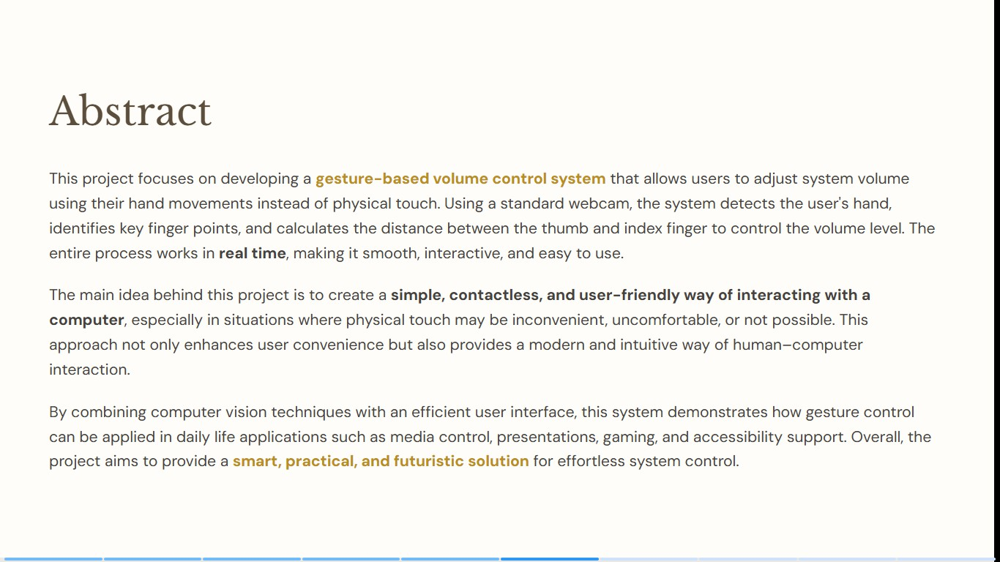 Abstract
This project focuses on developing a gesture-based volume control system that allows users to adjust system volume
using their hand movements instead of physical touch. Using a standard webcam, the system detects the user's hand,
identifies key finger points, and calculates the distance between the thumb and index finger to control the volume level. The
entire process works in real time, making it smooth, interactive, and easy to use.
The main idea behind this project is to create a simple, contactless, and user-friendly way of interacting with a
computer, especially in situations where physical touch may be inconvenient, uncomfortable, or not possible. This
approach not only enhances user convenience but also provides a modern and intuitive way of human–computer
interaction.
By combining computer vision techniques with an efficient user interface, this system demonstrates how gesture control
can be applied in daily life applications such as media control, presentations, gaming, and accessibility support. Overall, the
project aims to provide a smart, practical, and futuristic solution for effortless system control.